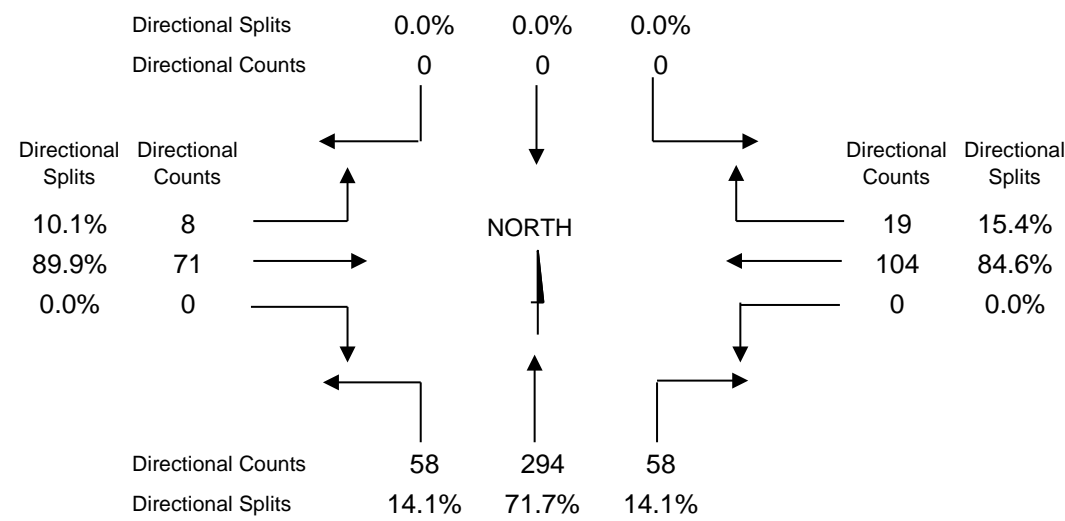 Directional Splits 0.0% 0.0% 0.0%
Directional Counts 0 0 0
Directional Directional Directional Directional
Splits Counts Counts Splits
10.1% 8 NORTH 19 15.4%
89.9% 71 104 84.6%
0.0% 0 0 0.0%
Directional Counts 58 294 58
Directional Splits 14.1% 71.7% 14.1%